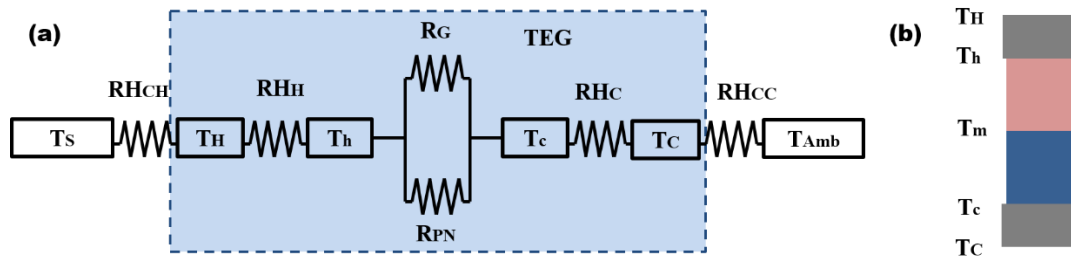 (a)
RG
TEG
RHCH
RHH
RHC
RHCC
TS
TH
Th
Tc
TC
TAmb
RPN
(b)
TH
Th
Tm
Tc
TC